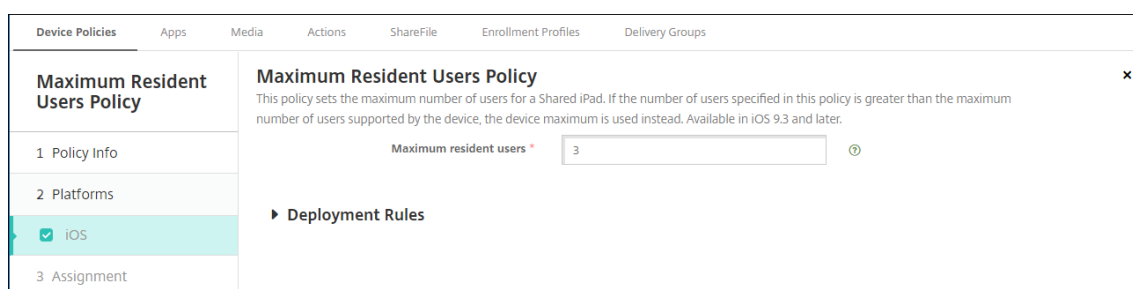 Device Policies Apps Media Actions ShareFile Enrollment Profiles Delivery Groups
Maximum Resident
Users Policy
1 Policy Info
2 Platforms
iOS
3 Assignment
Maximum Resident Users Policy
This policy sets the maximum number of users for a Shared iPad. If the number of users specified in this policy is greater than the maximum
number of users supported by the device, the device maximum is used instead. Available in iOS 9.3 and later.
Maximum resident users * 3
Deployment Rules